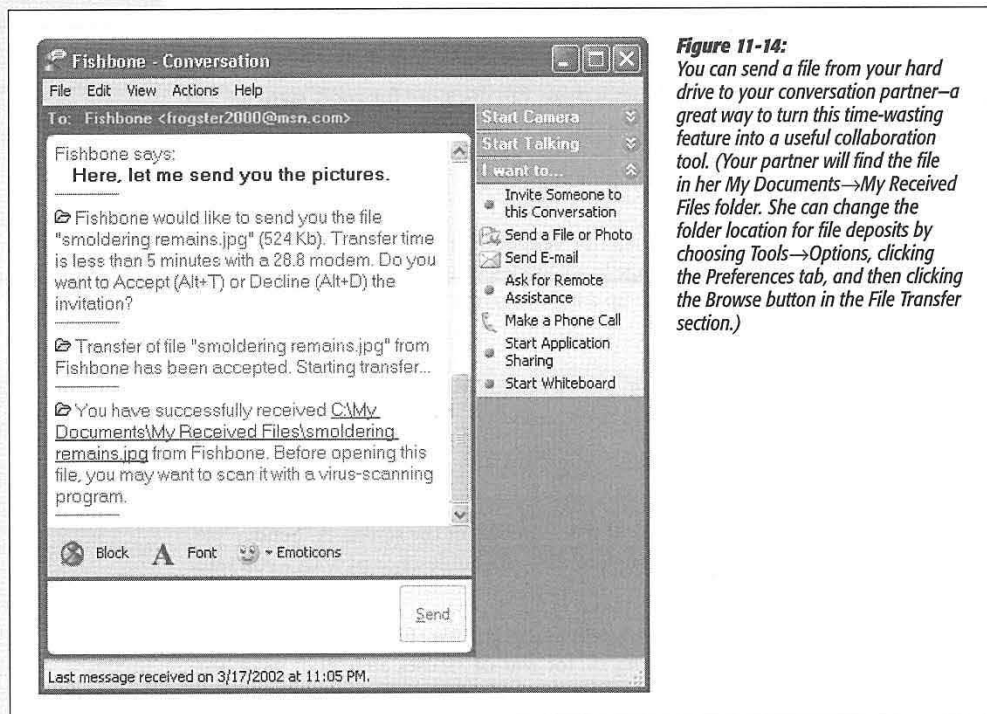 Fishbone - Conversation
File Edit View Actions Help
To: Fishbone <frogster2000@msn.com>
Fishbone says:
Here, let me send you the pictures.
Fishbone would like to send you the file
"smoldering remains.jpg" (524 Kb). Transfer time
is less than 5 minutes with a 28.8 modem. Do you
want to Accept (Alt+T) or Decline (Alt+D) the
invitation?
Transfer of file "smoldering remains.jpg" from
Fishbone has been accepted. Starting transfer...
You have successfully received C:\My
Documents\My Received Files\smoldering
remains.jpg from Fishbone. Before opening this
file, you may want to scan it with a virus-scanning
program.
Block A Font Emoticons
Send
Last message received on 3/17/2002 at 11:05 PM.
Start Camera
Start Talking
I want to...
Invite Someone to
this Conversation
Send a File or Photo
Send E-mail
Ask for Remote
Assistance
Make a Phone Call
Start Application
Sharing
Start Whiteboard
Figure 11-14:
You can send a file from your hard
drive to your conversation partner—a
great way to turn this time-wasting
feature into a useful collaboration
tool. (Your partner will find the file
in her My Documents→My Received
Files folder. She can change the
folder location for file deposits by
choosing Tools→Options, clicking
the Preferences tab, and then clicking
the Browse button in the File Transfer
section.)